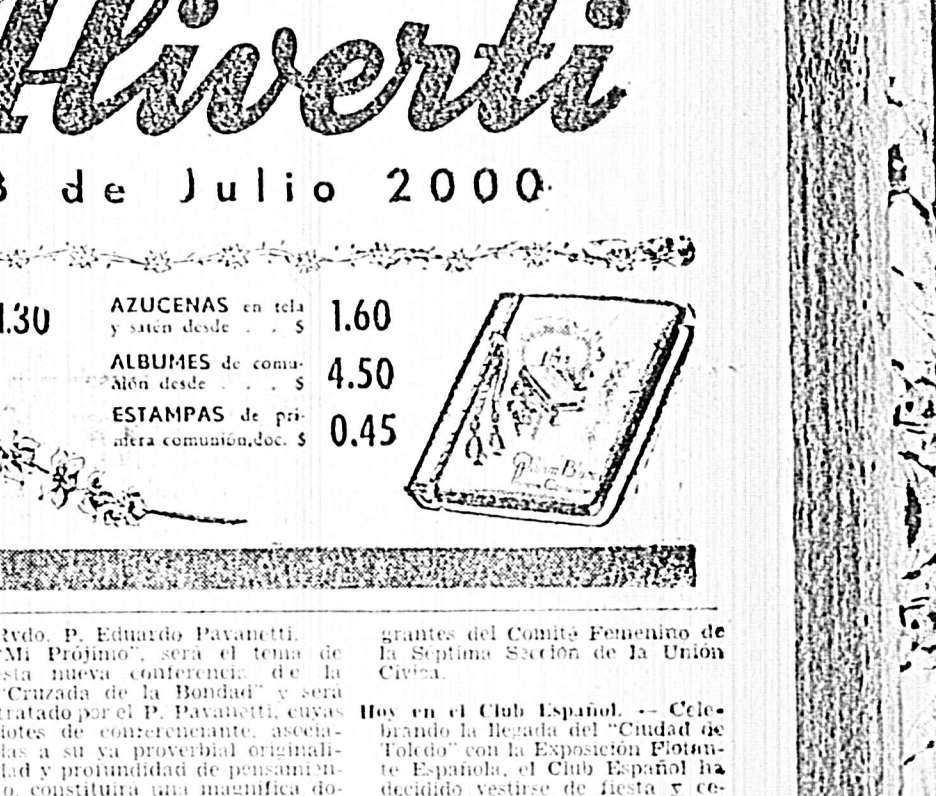 Aliverti
8 de Julio 2000
1.30
AZUCENAS en tela
y satén desde . . . $ 1.60
ALBUMES de comu-
nión desde . . . $ 4.50
ESTAMPAS de pri-
mera comunión, doc. $ 0.45
Rvdo. P. Eduardo Pavanetti.
"Mi Prójimo", será el tema de
esta nueva conferencia de la
"Cruzada de la Bondad" y será
tratado por el P. Pavanetti, cuyas
dotes de conferenciante, asocia-
das a su ya proverbial originali-
dad y profundidad de pensamien-
to, constituirá una magnífica do-
grantes del Comité Femenino de
la Séptima Sección de la Unión
Cívica.
Hoy en el Club Español. -- Cele-
brando la llegada del "Ciudad de
Toledo" con la Exposición Flotan-
te Española, el Club Español ha
decidido vestirse de fiesta y ce-